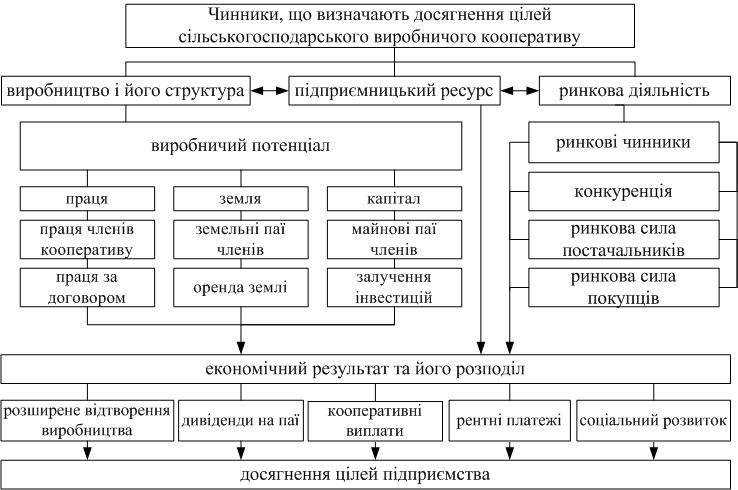 Чинники, що визначають досягнення цілей
сільськогосподарського виробничого кооперативу
виробництво і його структура
підприємницький ресурс
ринкова діяльність
виробничий потенціал
ринкові чинники
праця
земля
капітал
конкуренція
праця членів
кооперативу
земельні паї
членів
майнові паї
членів
ринкова сила
постачальників
праця за
договором
оренда землі
залучення
інвестицій
ринкова сила
покупців
економічний результат та його розподіл
розширене відтворення
виробництва
дивіденди на паї
кооперативні
виплати
рентні платежі
соціальний розвиток
досягнення цілей підприємства